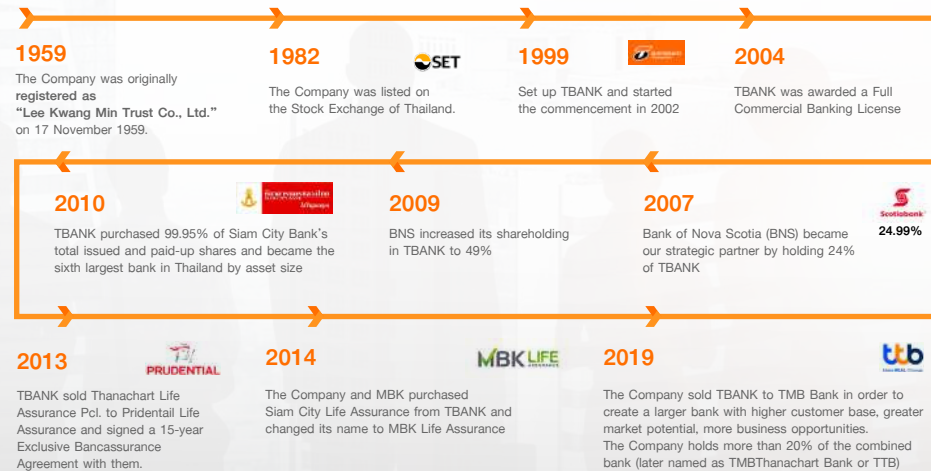 1959
The Company was originally
registered as
“Lee Kwang Min Trust Co., Ltd.”
on 17 November 1959.
1982
SET
The Company was listed on
the Stock Exchange of Thailand.
1999
Set up TBANK and started
the commencement in 2002
2004
TBANK was awarded a Full
Commercial Banking License
2010
TBANK purchased 99.95% of Siam City Bank’s
total issued and paid-up shares and became the
sixth largest bank in Thailand by asset size
2009
BNS increased its shareholding
in TBANK to 49%
2007
Scotiabank
24.99%
Bank of Nova Scotia (BNS) became
our strategic partner by holding 24%
of TBANK
2013
PRUDENTIAL
TBANK sold Thanachart Life
Assurance Pcl. to Pridentail Life
Assurance and signed a 15-year
Exclusive Bancassurance
Agreement with them.
2014
MBK LIFE
ASSURANCE
The Company and MBK purchased
Siam City Life Assurance from TBANK and
changed its name to MBK Life Assurance
2019
ttb
The Company sold TBANK to TMB Bank in order to
create a larger bank with higher customer base, greater
market potential, more business opportunities.
The Company holds more than 20% of the combined
bank (later named as TMBThanachart Bank or TTB)